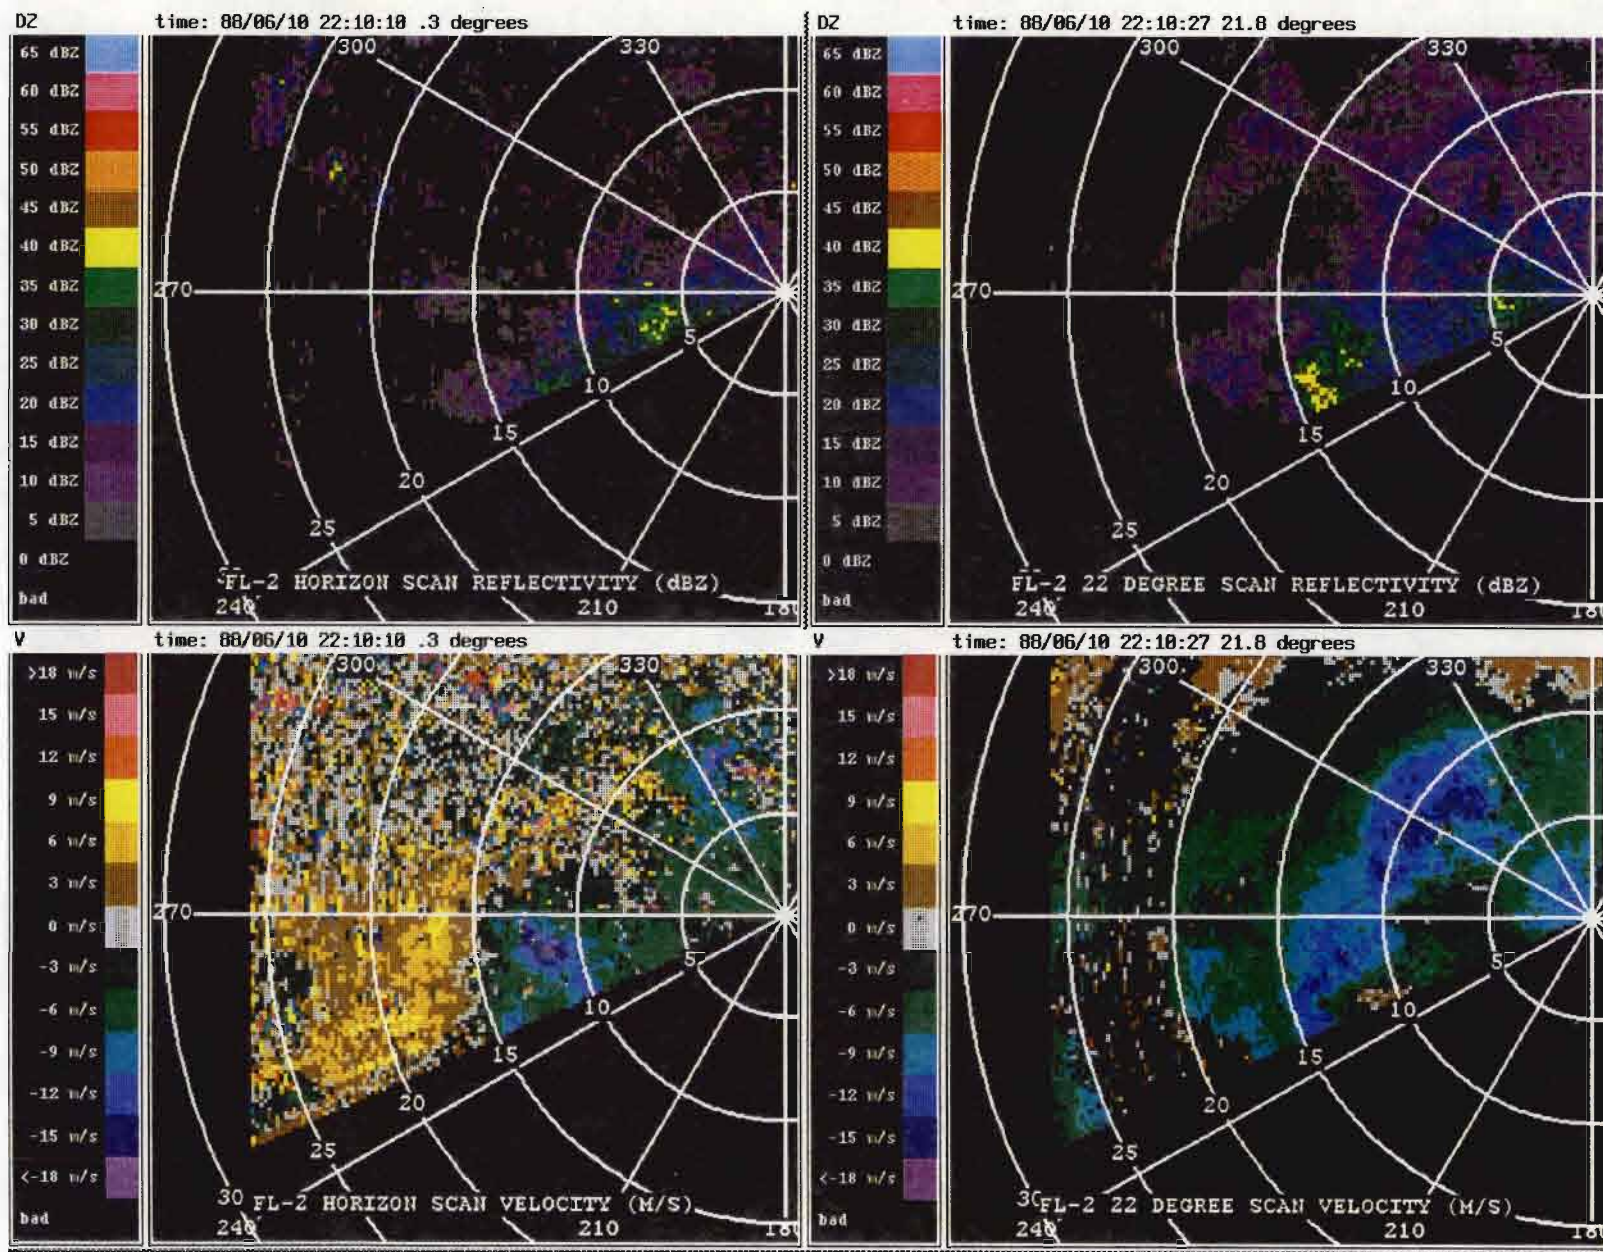 DZ time: 88/06/10 22:10:10 .3 degrees
65 dBZ
60 dBZ
55 dBZ
50 dBZ
45 dBZ
40 dBZ
35 dBZ
30 dBZ
25 dBZ
20 dBZ
15 dBZ
10 dBZ
5 dBZ
0 dBZ
bad
300
330
270
5
10
15
20
25
FL-2 HORIZON SCAN REFLECTIVITY (dBZ)
240 210 180
DZ time: 88/06/10 22:10:27 21.8 degrees
65 dBZ
60 dBZ
55 dBZ
50 dBZ
45 dBZ
40 dBZ
35 dBZ
30 dBZ
25 dBZ
20 dBZ
15 dBZ
10 dBZ
5 dBZ
0 dBZ
bad
300
330
270
5
10
15
20
25
FL-2 22 DEGREE SCAN REFLECTIVITY (dBZ)
240 210 18
V time: 88/06/10 22:10:10 .3 degrees
>18 m/s
15 m/s
12 m/s
9 m/s
6 m/s
3 m/s
0 m/s
-3 m/s
-6 m/s
-9 m/s
-12 m/s
-15 m/s
<-18 m/s
bad
300
330
270
5
10
15
20
25
30 FL-2 HORIZON SCAN VELOCITY (M/S)
240 210 180
V time: 88/06/10 22:10:27 21.8 degrees
>18 m/s
15 m/s
12 m/s
9 m/s
6 m/s
3 m/s
0 m/s
-3 m/s
-6 m/s
-9 m/s
-12 m/s
-15 m/s
<-18 m/s
bad
300
330
270
5
10
15
20
25
FL-2 22 DEGREE SCAN VELOCITY (M/S)
240 210 18